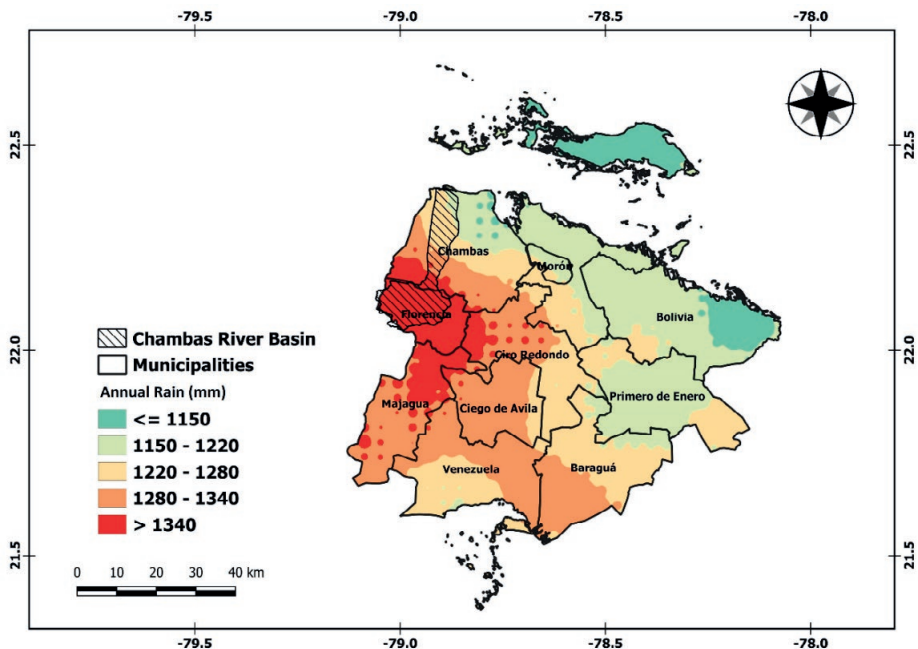 -79.5 -79.0 -78.5 -78.0
22.5 22.5
Chambas
Morón
Florencia
Bolivia
22.0 22.0
Chambas River Basin
Municipalities
Ciro Redondo
Annual Rain (mm)
Primero de Enero
Majagua
Ciego de Avila
<= 1150
1150 - 1220
1220 - 1280
1280 - 1340
> 1340
Venezuela
Baraguá
21.5 21.5
0 10 20 30 40 km
-79.5 -79.0 -78.5 -78.0